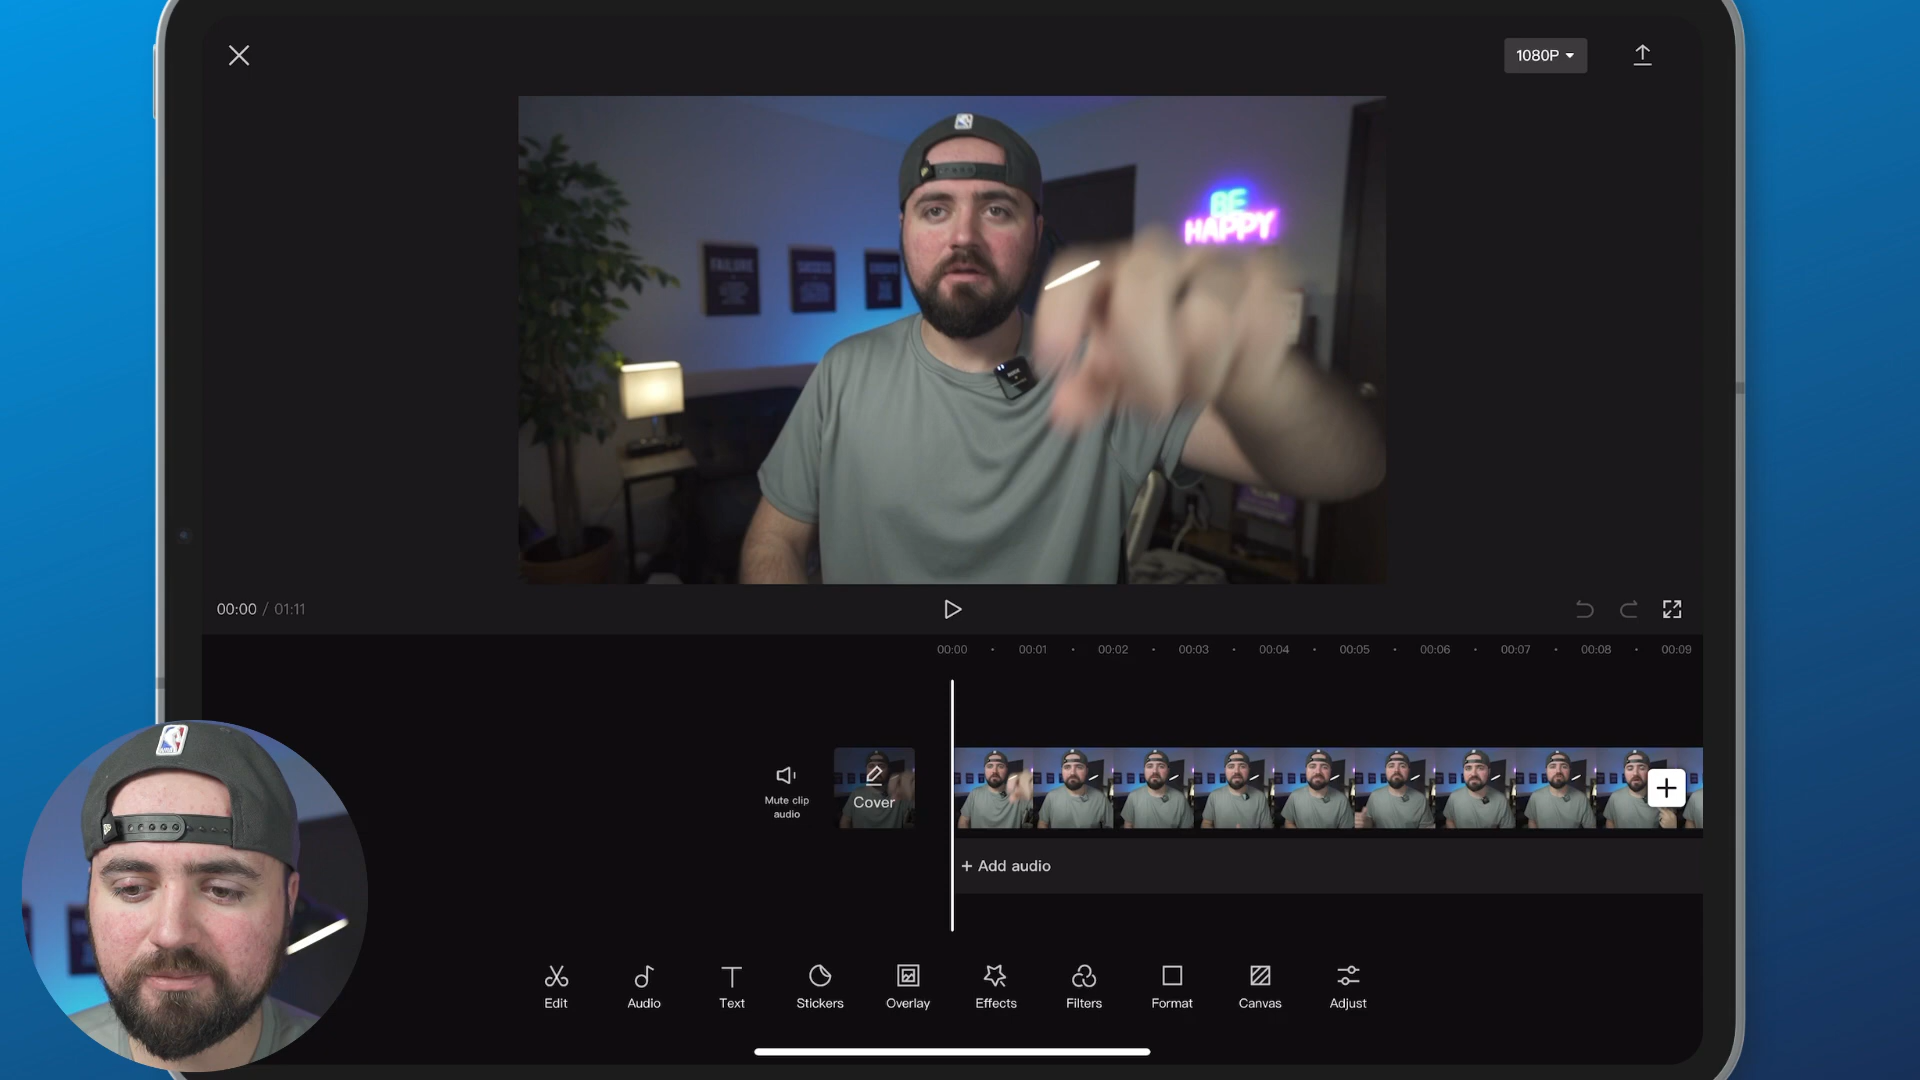 1080P
BE
HAPPY
FAILURE
SUCCESS
00:00 / 01:11
00:00 00:01 00:02 00:03 00:04 00:05 00:06 00:07 00:08 00:09
Mute clip
audio
Cover
+ Add audio
Edit Audio Text Stickers Overlay Effects Filters Format Canvas Adjust